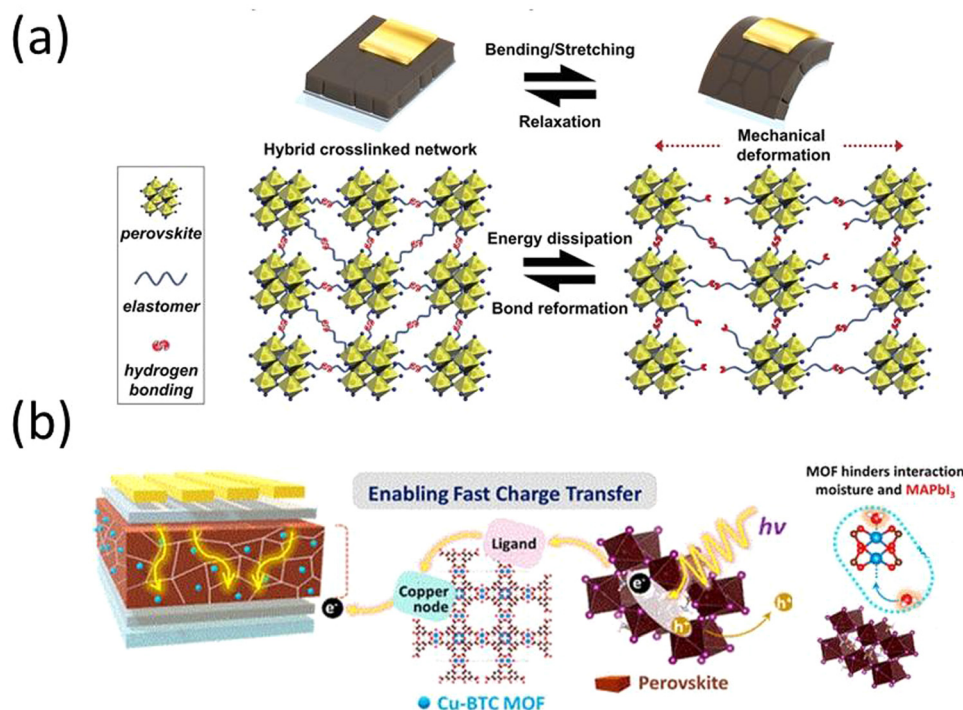 (a)
Bending/Stretching
Relaxation
Hybrid crosslinked network
Mechanical
deformation
perovskite
elastomer
hydrogen
bonding
Energy dissipation
Bond reformation
(b)
Enabling Fast Charge Transfer
MOF hinders interaction
moisture and MAPbI₃
Ligand
hν
Copper
node
e⁻
e⁻
h⁺
h⁺
Perovskite
Cu-BTC MOF